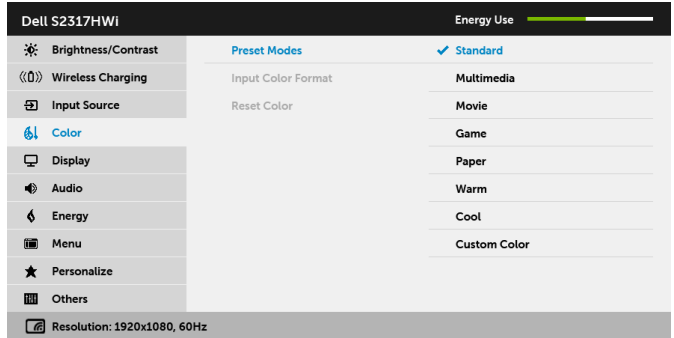 Dell S2317HWi Energy Use
Brightness/Contrast Preset Modes Standard
Wireless Charging Input Color Format Multimedia
Input Source Reset Color Movie
Color Game
Display Paper
Audio Warm
Energy Cool
Menu Custom Color
Personalize
Others
Resolution: 1920x1080, 60Hz